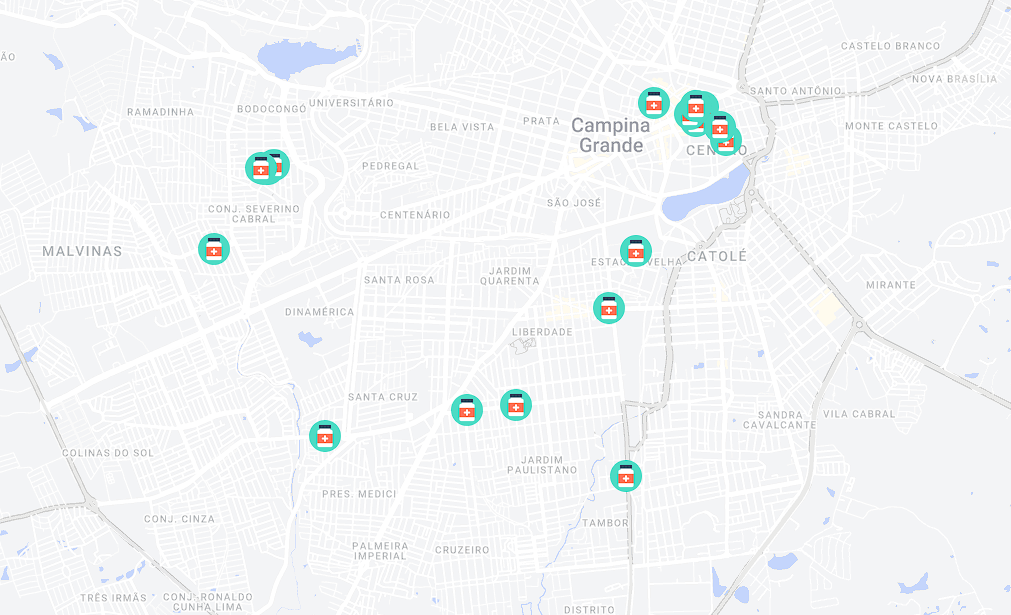 CASTELO BRANCO
ÃO
NOVA BRASÍLIA
SANTO ANTÔNIO
UNIVERSITÁRIO
BODOCONGÓ
RAMADINHA
PRATA
BELA VISTA
Campina
Grande
MONTE CASTELO
PEDREGAL
SÃO JOSÉ
CONJ. SEVERINO
CABRAL
CENTENÁRIO
MALVINAS
CATOLÉ
JARDIM
QUARENTA
SANTA ROSA
MIRANTE
DINAMÉRICA
LIBERDADE
SANTA CRUZ
SANDRA
CAVALCANTE
VILA CABRAL
COLINAS DO SOL
JARDIM
PAULISTANO
PRES. MEDICI
CONJ. CINZA
TAMBOR
PALMEIRA
IMPERIAL
CRUZEIRO
TRÊS IRMÃS
CONJ. RONALDO
CUNHA LIMA
DISTRITO